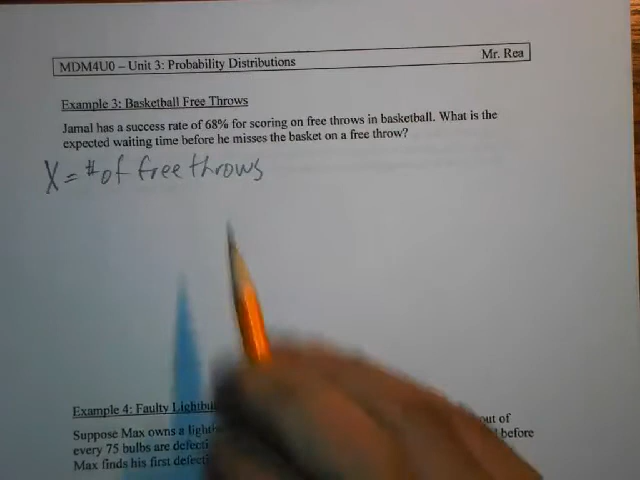 MDM4U0 – Unit 3: Probability Distributions Mr. Rea
Example 3: Basketball Free Throws
Jamal has a success rate of 68% for scoring on free throws in basketball. What is the
expected waiting time before he misses the basket on a free throw?
X = # of free throws
Example 4: Faulty
Suppose Max owns a out of
every 75 bulbs are before
Max finds his first